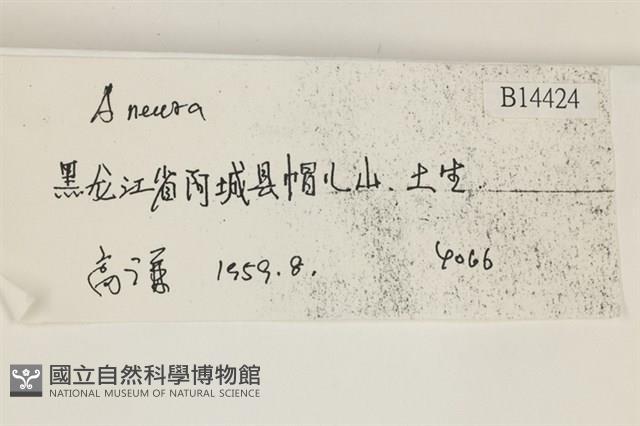 Aneura
B14424
黑龙江省阿城县帽儿山.土生
高谦 1959.8. 4066
國立自然科學博物館
NATIONAL MUSEUM OF NATURAL SCIENCE